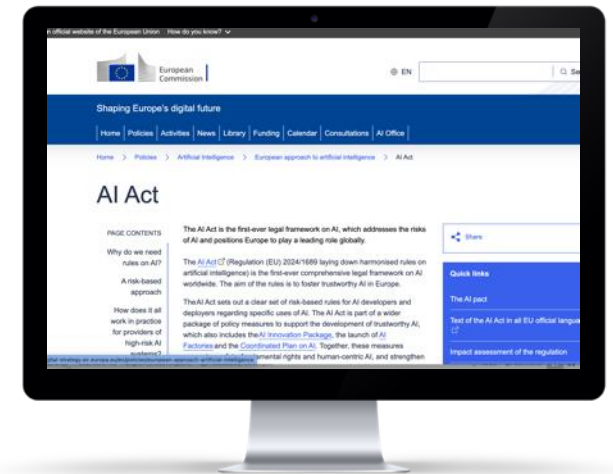 n official website of the European Union How do you know?
European
Commission
EN
Se
Shaping Europe's digital future
Home Policies Activities News Library Funding Calendar Consultations AI Office
Home > Policies > Artificial Intelligence > European approach to artificial intelligence > AI Act
AI Act
PAGE CONTENTS
Why do we need
rules on AI?
A risk-based
approach
How does it all
work in practice
for providers of
high-risk AI
systems?
The AI Act is the first-ever legal framework on AI, which addresses the risks
of AI and positions Europe to play a leading role globally.
The AI Act (Regulation (EU) 2024/1689 laying down harmonised rules on
artificial intelligence) is the first-ever comprehensive legal framework on AI
worldwide. The aim of the rules is to foster trustworthy AI in Europe.
The AI Act sets out a clear set of risk-based rules for AI developers and
deployers regarding specific uses of AI. The AI Act is part of a wider
package of policy measures to support the development of trustworthy AI,
which also includes the AI Innovation Package, the launch of AI
Factories and the Coordinated Plan on AI. Together, these measures
fundamental rights and human-centric AI, and strengthen
Share
Quick links
The AI pact
Text of the AI Act in all EU official langua
Impact assessment of the regulation